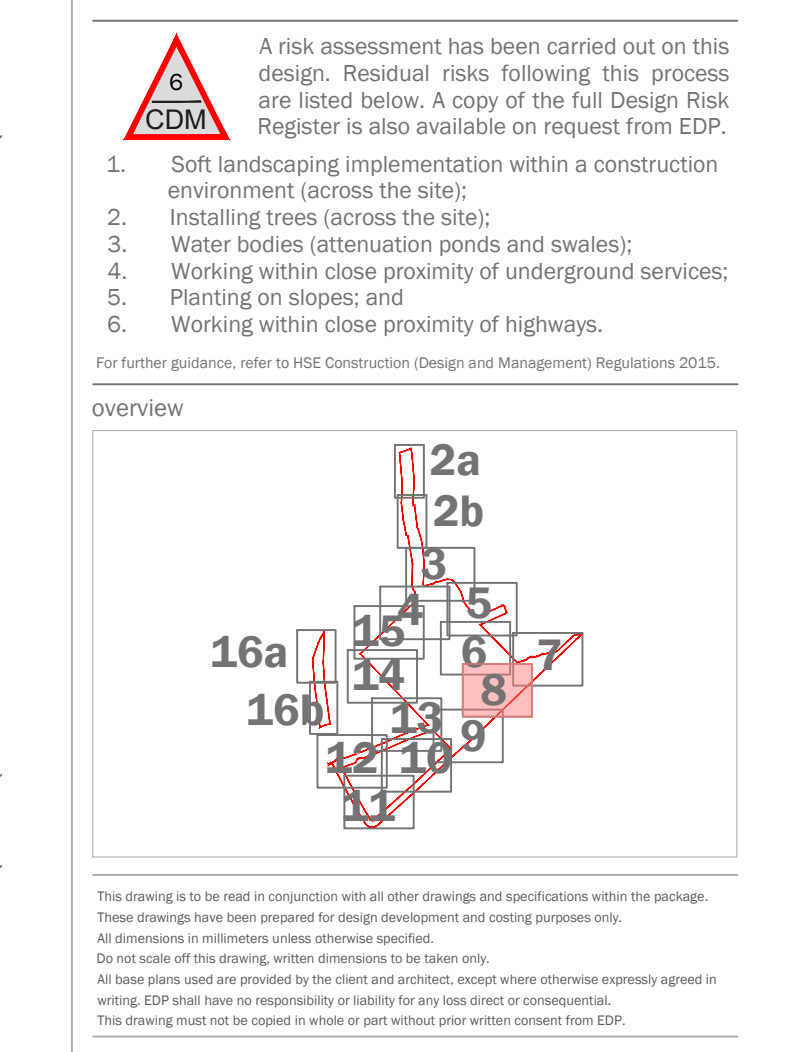 6
CDM
A risk assessment has been carried out on this
design. Residual risks following this process
are listed below. A copy of the full Design Risk
Register is also available on request from EDP.
1. Soft landscaping implementation within a construction
environment (across the site);
2. Installing trees (across the site);
3. Water bodies (attenuation ponds and swales);
4. Working within close proximity of underground services;
5. Planting on slopes; and
6. Working within close proximity of highways.
For further guidance, refer to HSE Construction (Design and Management) Regulations 2015.
overview
2a
2b
3
4
5
15
6
7
16a
14
8
16b
13
9
12
10
11
This drawing is to be read in conjunction with all other drawings and specifications within the package.
These drawings have been prepared for design development and costing purposes only.
All dimensions in millimeters unless otherwise specified.
Do not scale off this drawing, written dimensions to be taken only.
All base plans used are provided by the client and architect, except where otherwise expressly agreed in
writing. EDP shall have no responsibility or liability for any loss direct or consequential.
This drawing must not be copied in whole or part without prior written consent from EDP.